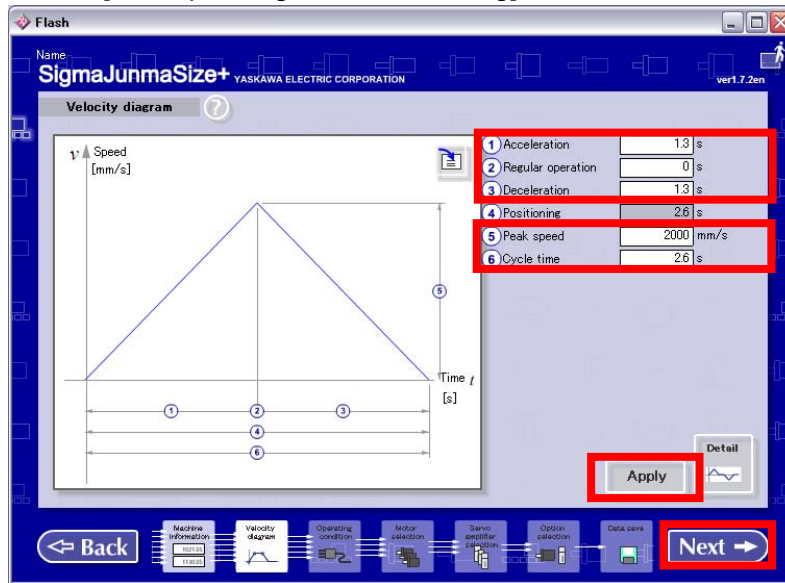 Flash
Name
SigmaJunmaSize+ YASKAWA ELECTRIC CORPORATION
ver1.7.2en
Velocity diagram ?
v Speed
[mm/s]
1 Acceleration 1.3 s
2 Regular operation 0 s
3 Deceleration 1.3 s
4 Positioning 2.6 s
5 Peak speed 2000 mm/s
6 Cycle time 2.6 s
5
Time t
[s]
1 2 3
4
6
Detail
Apply
Back
Machine
Information
Velocity
diagram
Operating
condition
Motor
selection
Servo
amplifier
selection
Option
selection
Data save
Next